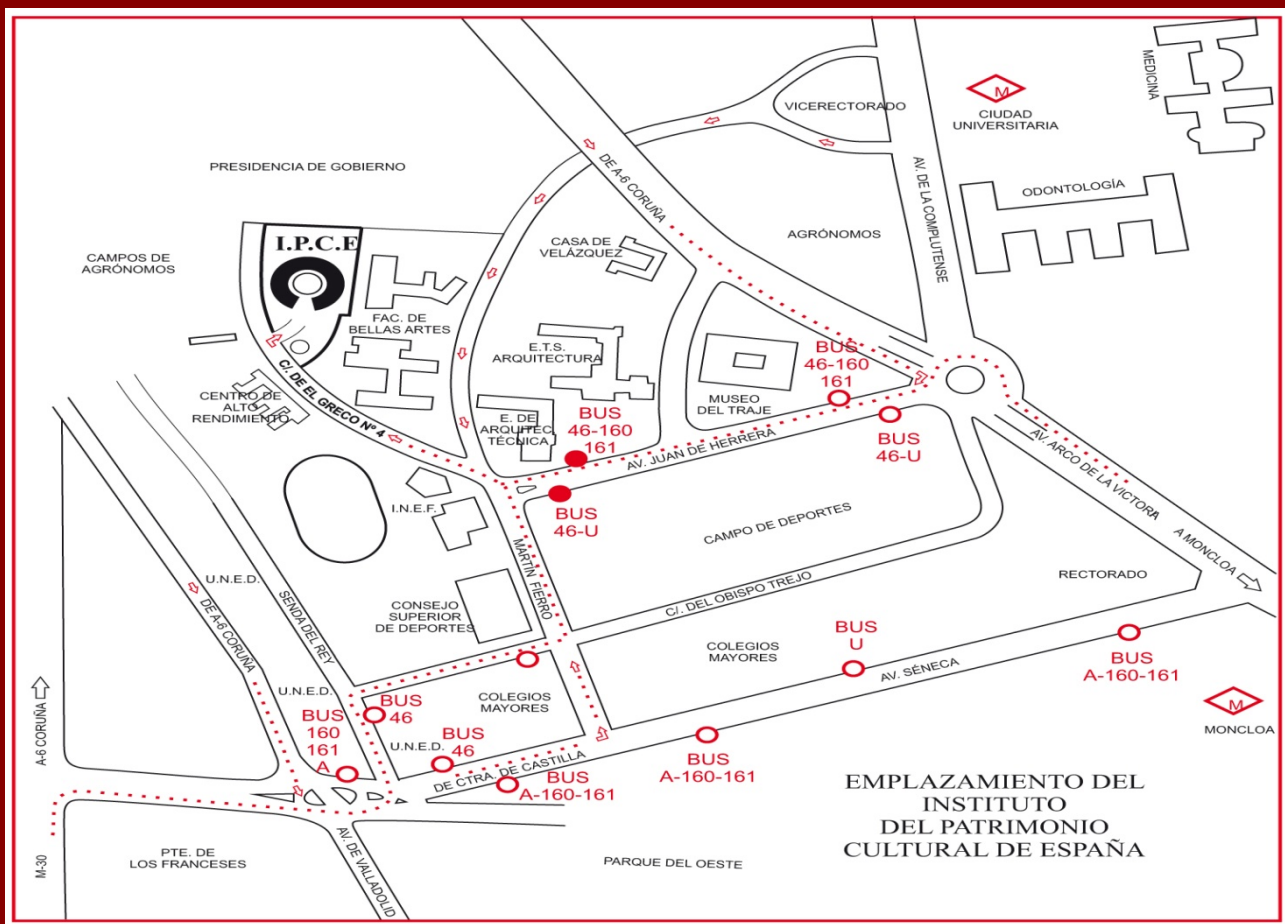 MEDICINA
M
CIUDAD
UNIVERSITARIA
VICERECTORADO
PRESIDENCIA DE GOBIERNO
DE A-6 CORUÑA
AV. DE LA COMPLUTENSE
ODONTOLOGÍA
AGRÓNOMOS
I.P.C.E
CASA DE
VELÁZQUEZ
CAMPOS DE
AGRÓNOMOS
FAC. DE
BELLAS ARTES
E.T.S.
ARQUITECTURA
BUS
46-160
161
CENTRO DE
ALTO
RENDIMIENTO
C/. DE EL GRECO Nº 4
MUSEO
DEL TRAJE
E. DE
ARQUITEC.
TÉCNICA
BUS
46-160
161
BUS
46-U
AV. JUAN DE HERRERA
AV. ARCO DE LA VICTORA
A MONCLOA
BUS
46-U
I.N.E.F.
CAMPO DE DEPORTES
MARTIN FIERRO
U.N.E.D.
SENDA DEL REY
DE A-6 CORUÑA
CONSEJO
SUPERIOR
DE DEPORTES
C/. DEL OBISPO TREJO
RECTORADO
COLEGIOS
MAYORES
BUS
U
AV. SÉNECA
BUS
A-160-161
M
MONCLOA
A-6 CORUÑA
U.N.E.D.
BUS
160
161
A
BUS
46
COLEGIOS
MAYORES
U.N.E.D.
BUS
46
DE CTRA. DE CASTILLA
BUS
A-160-161
BUS
A-160-161
M-30
PTE. DE
LOS FRANCESES
AV. DE VALLADOLID
PARQUE DEL OESTE
EMPLAZAMIENTO DEL
INSTITUTO
DEL PATRIMONIO
CULTURAL DE ESPAÑA